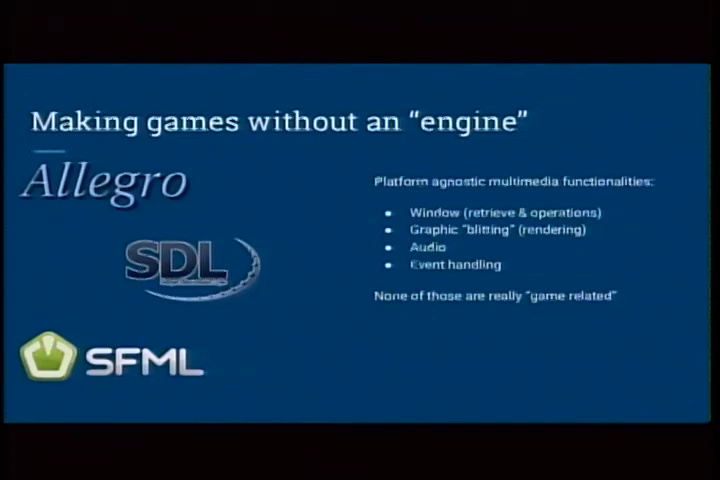 Making games without an “engine”
Allegro
SDL
SFML
Platform agnostic multimedia functionalities:
● Window (retrieve & operations)
● Graphic “blitting” (rendering)
● Audio
● Event handling
None of those are really “game related”